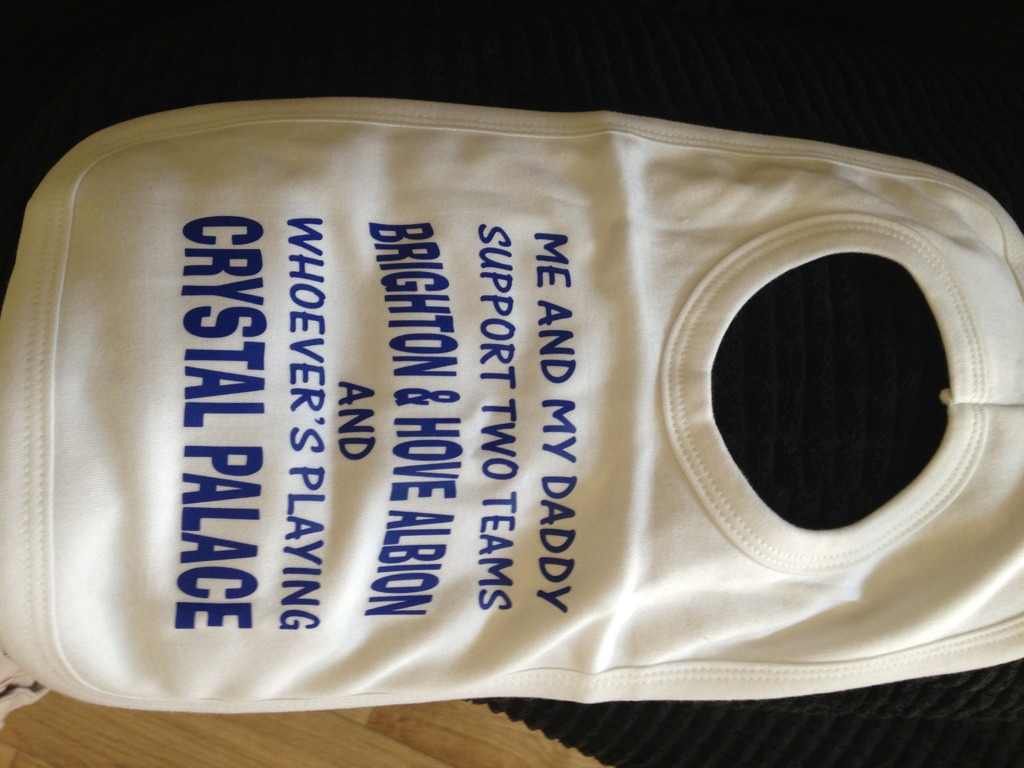 ME AND MY DADDY
SUPPORT TWO TEAMS
BRIGHTON & HOVE ALBION
AND
WHOEVER'S PLAYING
CRYSTAL PALACE